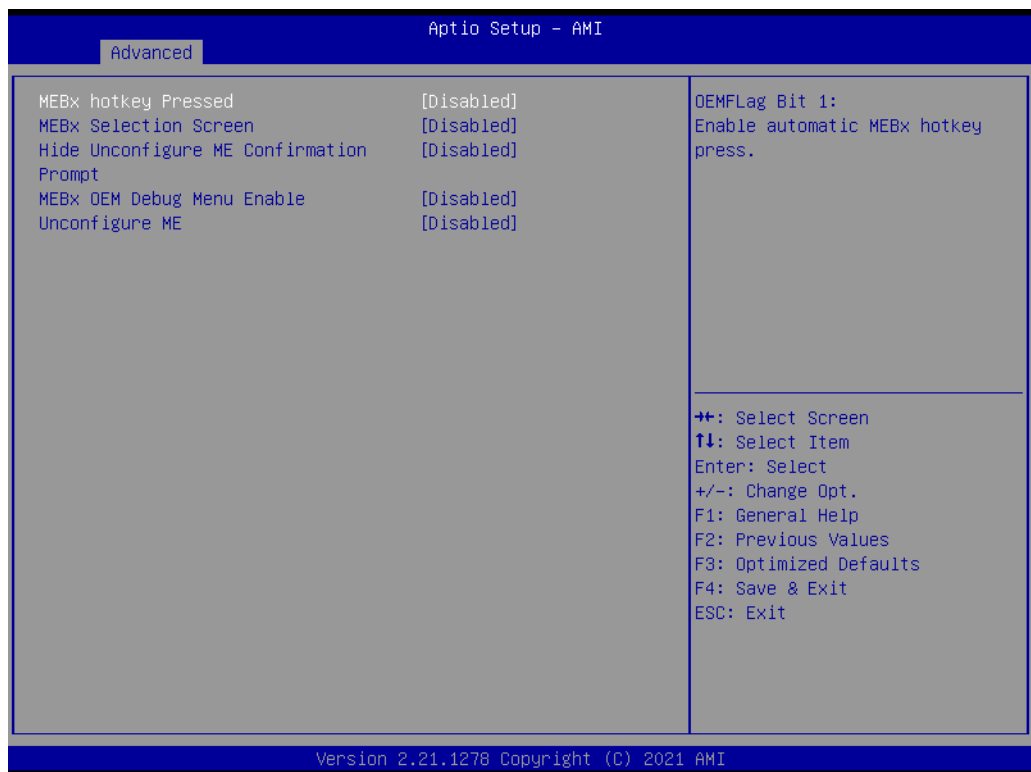 Aptio Setup – AMI
Advanced
MEBx hotkey Pressed [Disabled]
MEBx Selection Screen [Disabled]
Hide Unconfigure ME Confirmation [Disabled]
Prompt
MEBx OEM Debug Menu Enable [Disabled]
Unconfigure ME [Disabled]
OEMFLag Bit 1:
Enable automatic MEBx hotkey
press.
→←: Select Screen
↑↓: Select Item
Enter: Select
+/-: Change Opt.
F1: General Help
F2: Previous Values
F3: Optimized Defaults
F4: Save & Exit
ESC: Exit
Version 2.21.1278 Copyright (C) 2021 AMI